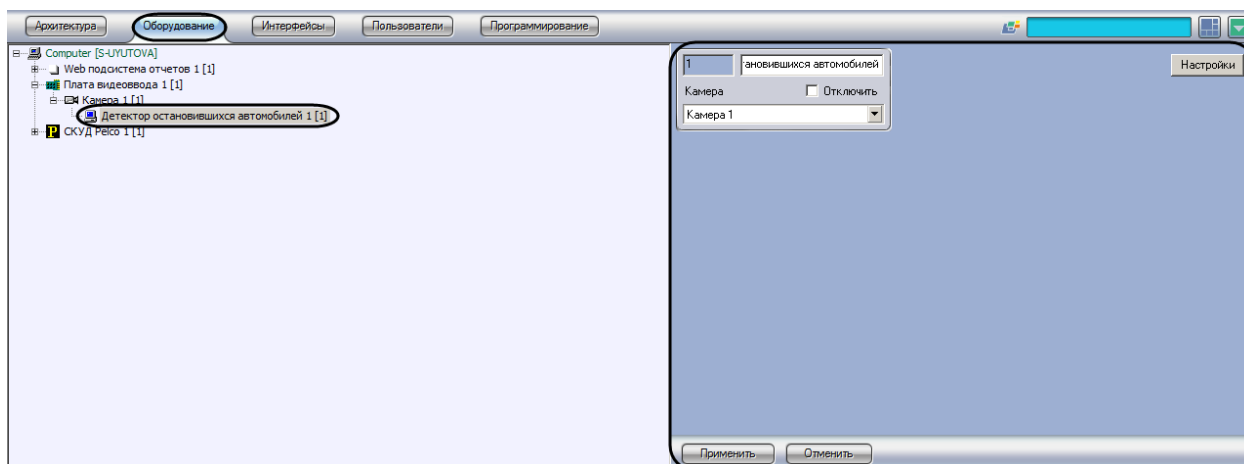 Архитектура Оборудование Интерфейсы Пользователи Программирование
Computer [S-UYUTOVA]
Web подсистема отчетов 1 [1]
Плата видеоввода 1 [1]
Камера 1 [1]
Детектор остановившихся автомобилей 1 [1]
СКУД Pelco 1 [1]
1 тановившихся автомобилей Настройки
Камера Отключить
Камера 1
Применить Отменить